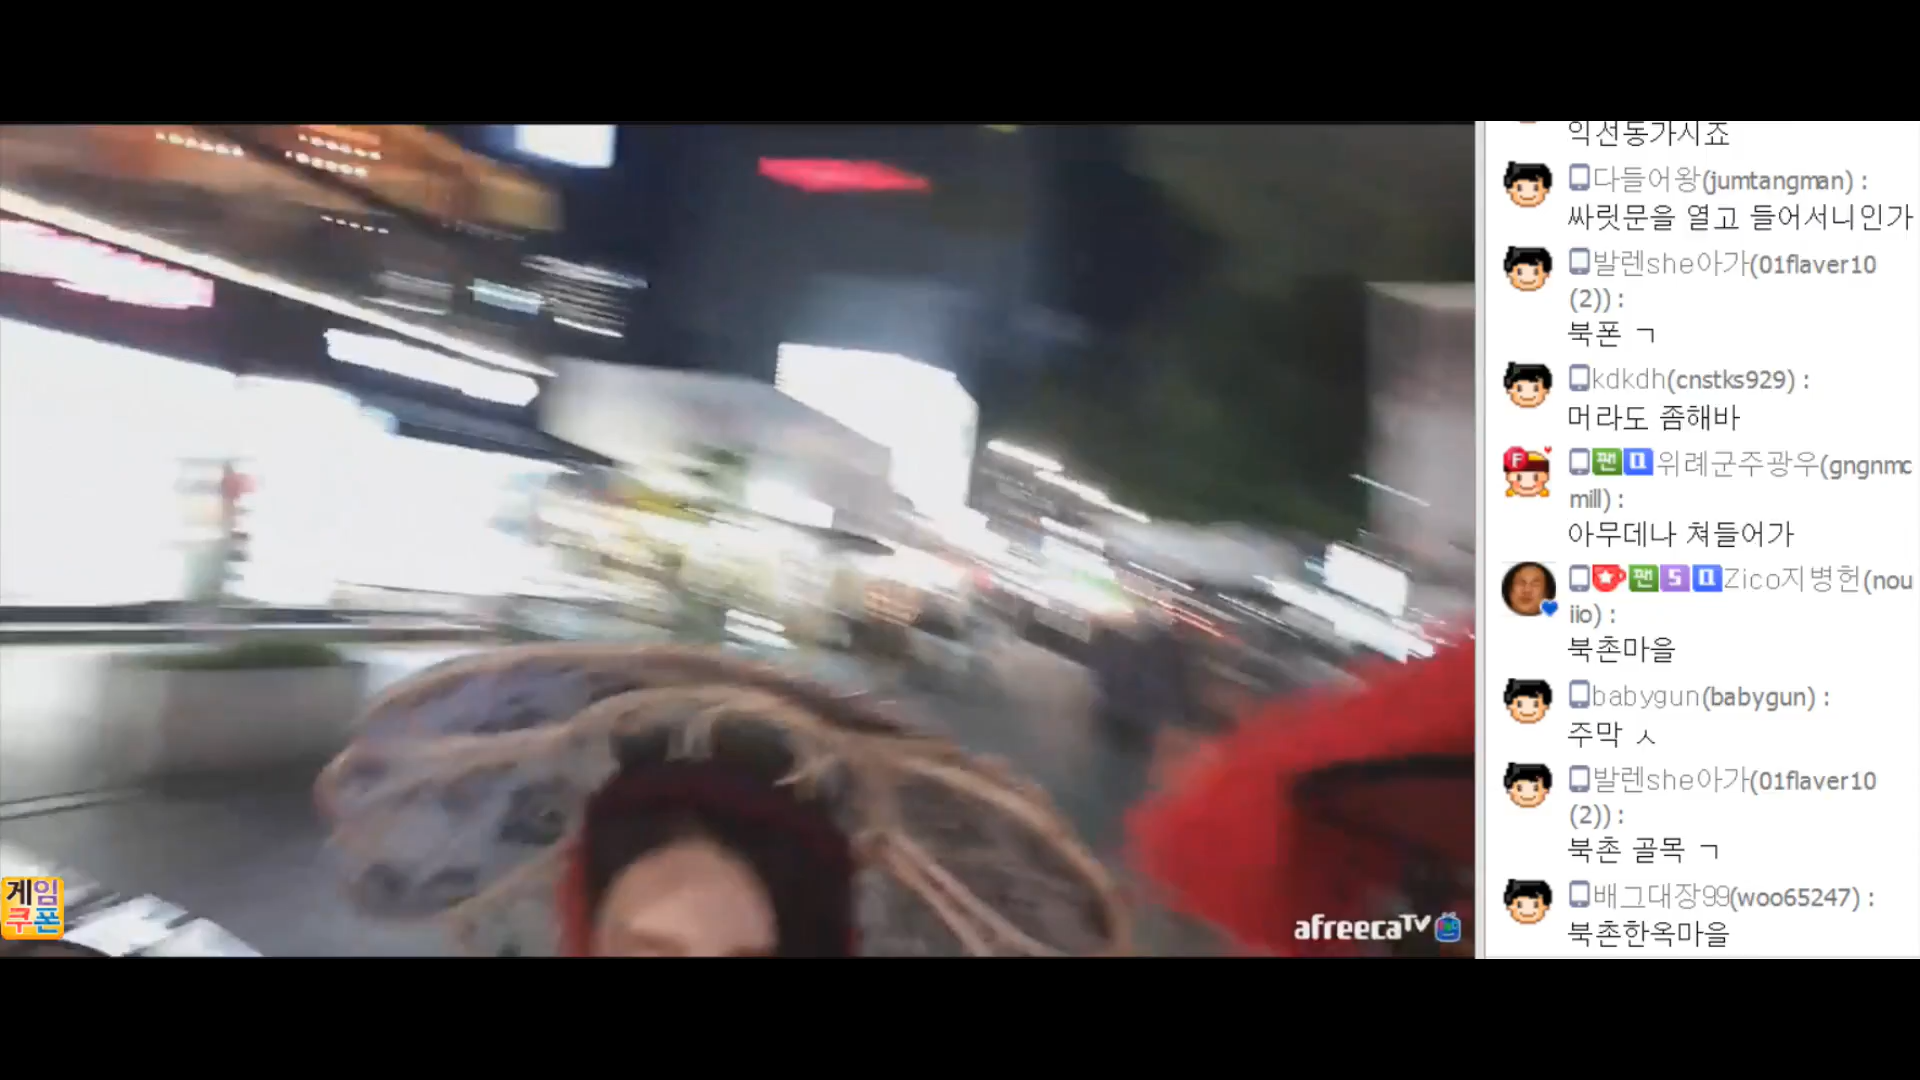 익선동가시죠
다들어왕(jumtangman) :
싸릿문을 열고 들어서니인가
발렌she아가(01flaver10
(2)) :
북폰 ㄱ
kdkdh(cnstks929) :
머라도 좀해바
팬 위례군주광우(gngnmc
mill) :
아무데나 쳐들어가
팬 5 Zico지병헌(nou
iio) :
북촌마을
babygun(babygun) :
주막 ㅅ
발렌she아가(01flaver10
(2)) :
북촌 골목 ㄱ
배그대장99(woo65247) :
북촌한옥마을
게임
쿠폰
afreecaTV